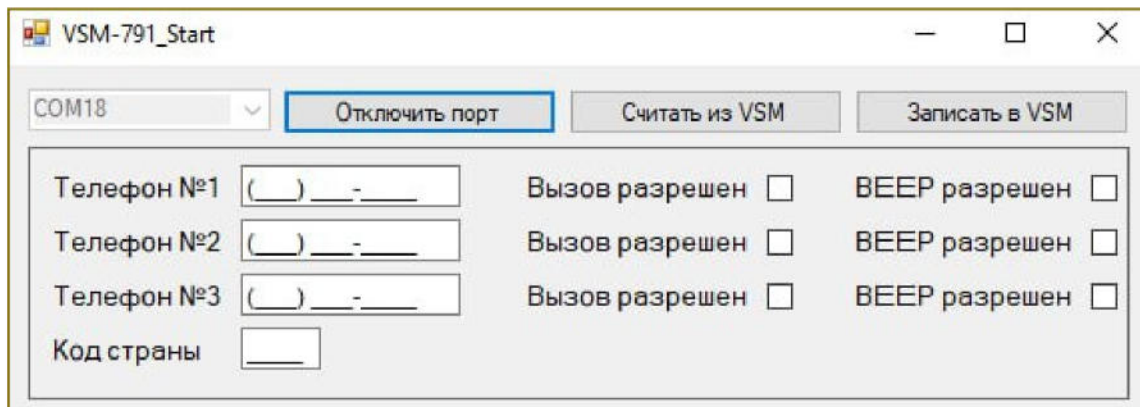 VSM-791_Start
COM18 Отключить порт Считать из VSM Записать в VSM
Телефон №1 (___) ___-____ Вызов разрешен BEEP разрешен
Телефон №2 (___) ___-____ Вызов разрешен BEEP разрешен
Телефон №3 (___) ___-____ Вызов разрешен BEEP разрешен
Код страны ____